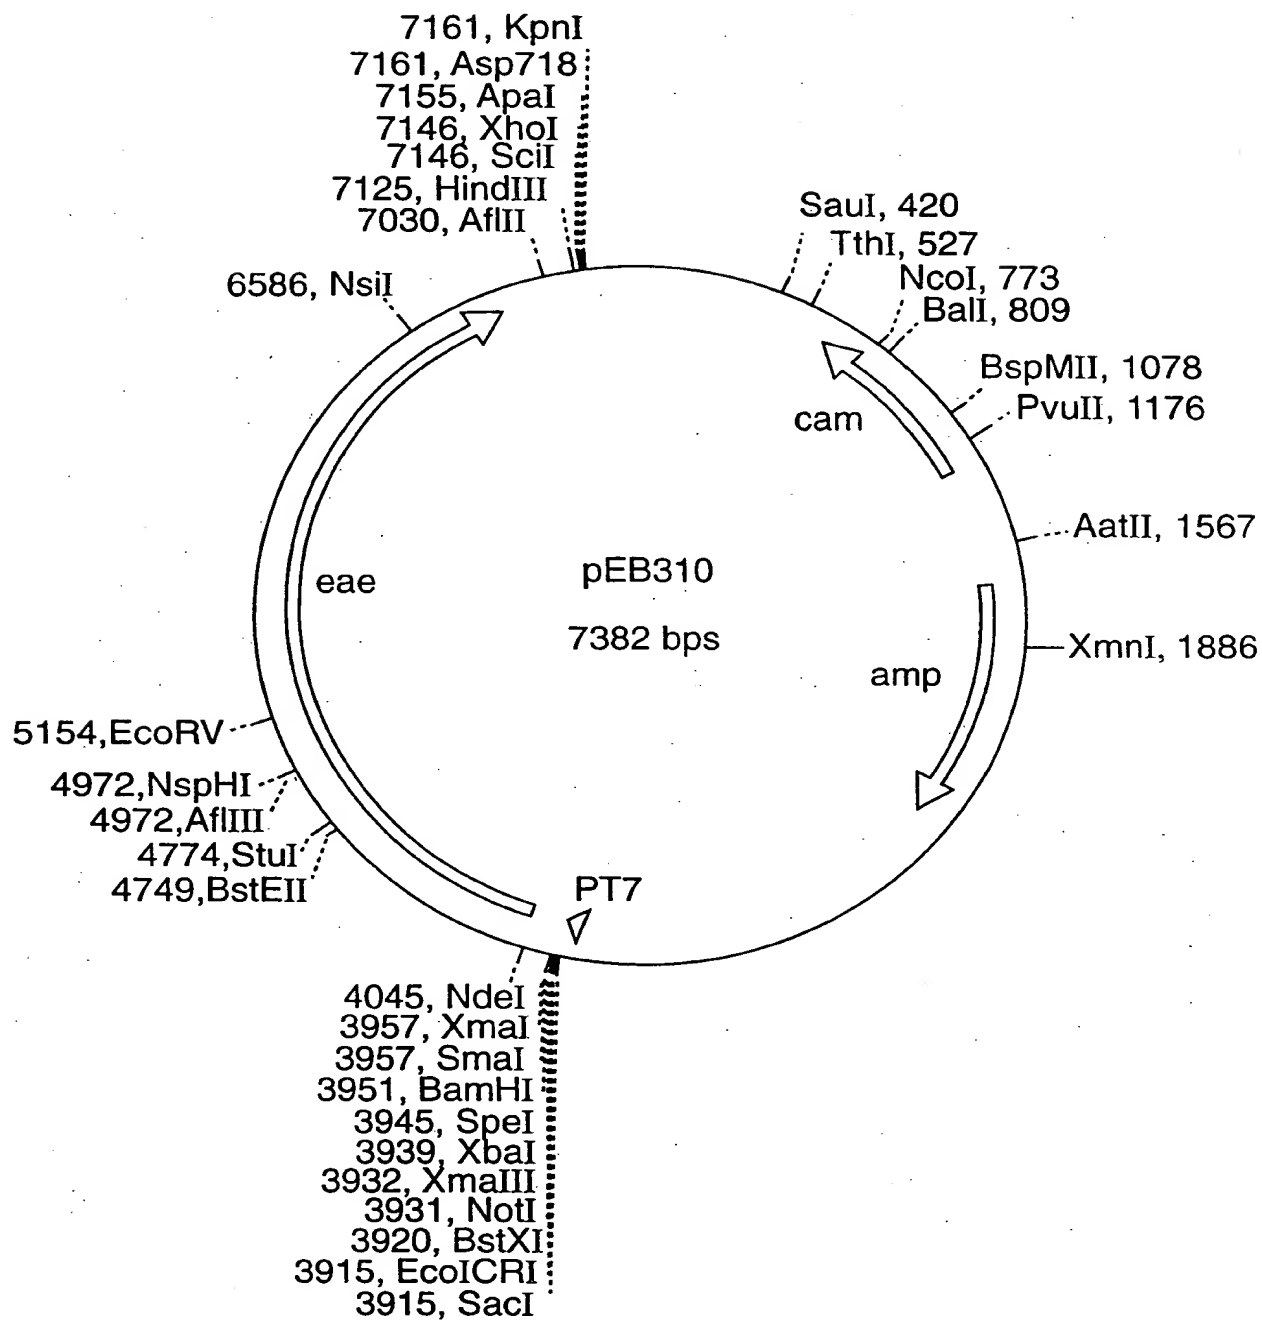 7161, KpnI
7161, Asp718
7155, ApaI
7146, XhoI
7146, SciI
7125, HindIII
7030, AflII
6586, NsiI
SauI, 420
TthI, 527
NcoI, 773
BalI, 809
BspMII, 1078
PvuII, 1176
cam
AatII, 1567
eae
pEB310
7382 bps
XmnI, 1886
amp
5154,EcoRV
4972,NspHI
4972,AflIII
4774,StuI
4749,BstEII
PT7
4045, NdeI
3957, XmaI
3957, SmaI
3951, BamHI
3945, SpeI
3939, XbaI
3932, XmaIII
3931, NotI
3920, BstXI
3915, EcoICRI
3915, SacI